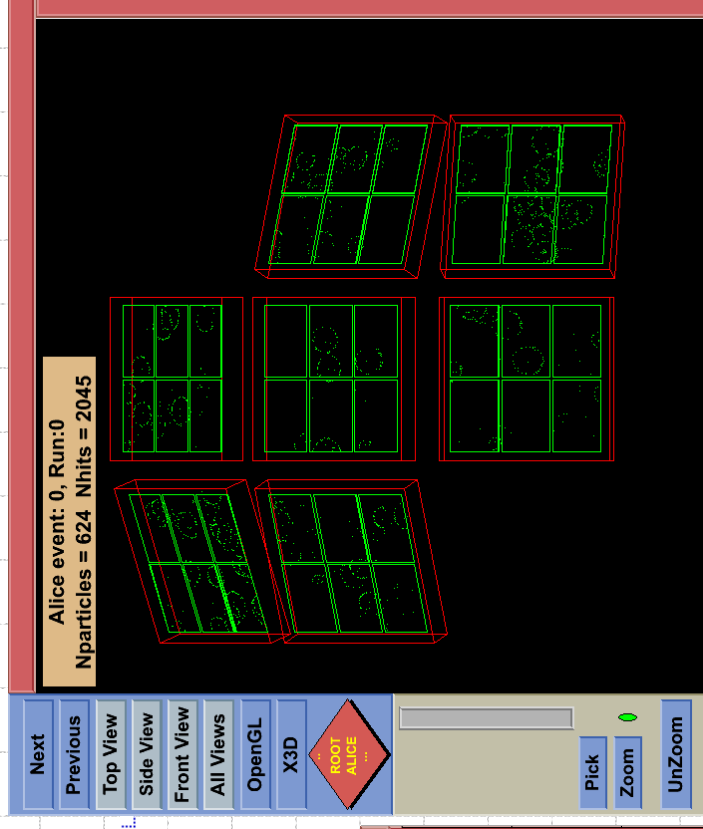 Alice event: 0, Run:0
Nparticles = 624 Nhits = 2045
Next
Previous
Top View
Side View
Front View
All Views
OpenGL
X3D
..
ROOT
ALICE
...
Pick
Zoom
UnZoom